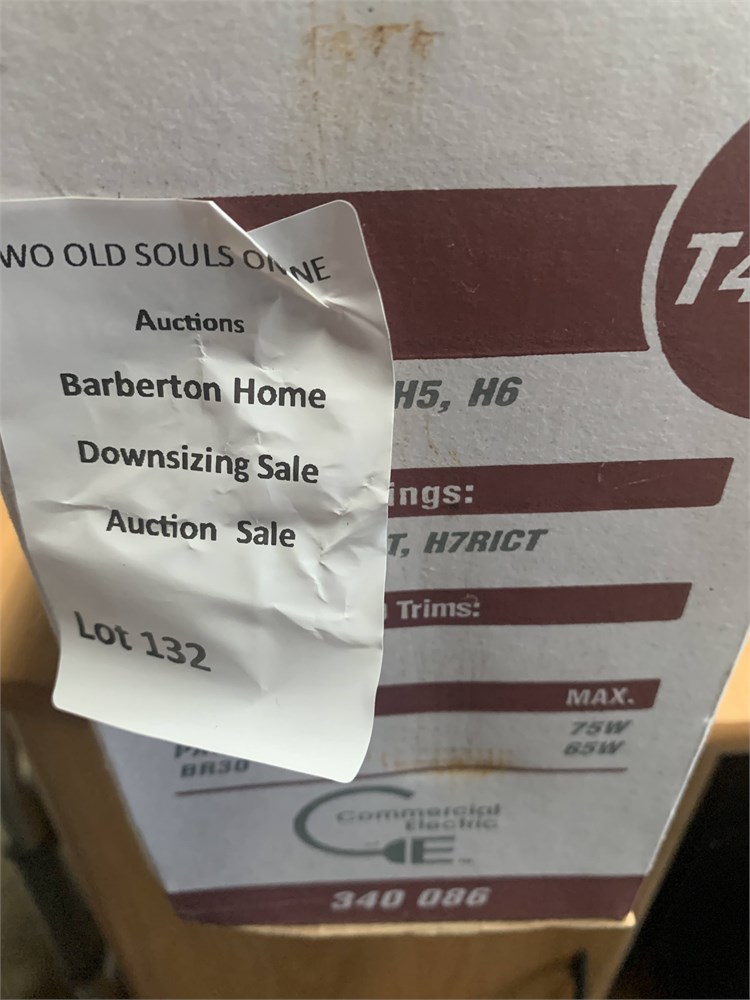 WO OLD SOULS
Auctions
Barberton Home
Downsizing Sale
Auction Sale
Lot 132
T4
H5, H6
ings:
T, H7RICT
Trims:
MAX.
75W
65W
BR30
Commercial
Electric
CE
340 086